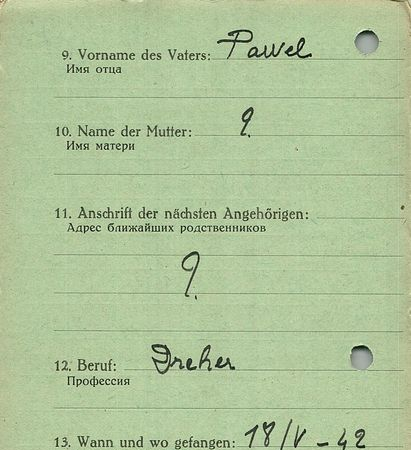 9. Vorname des Vaters: Pawel
Имя отца
10. Name der Mutter: ?
Имя матери
11. Anschrift der nächsten Angehörigen:
Адрес ближайших родственников
?
12. Beruf: Dreher
Профессия
13. Wann und wo gefangen: 18/V – 42